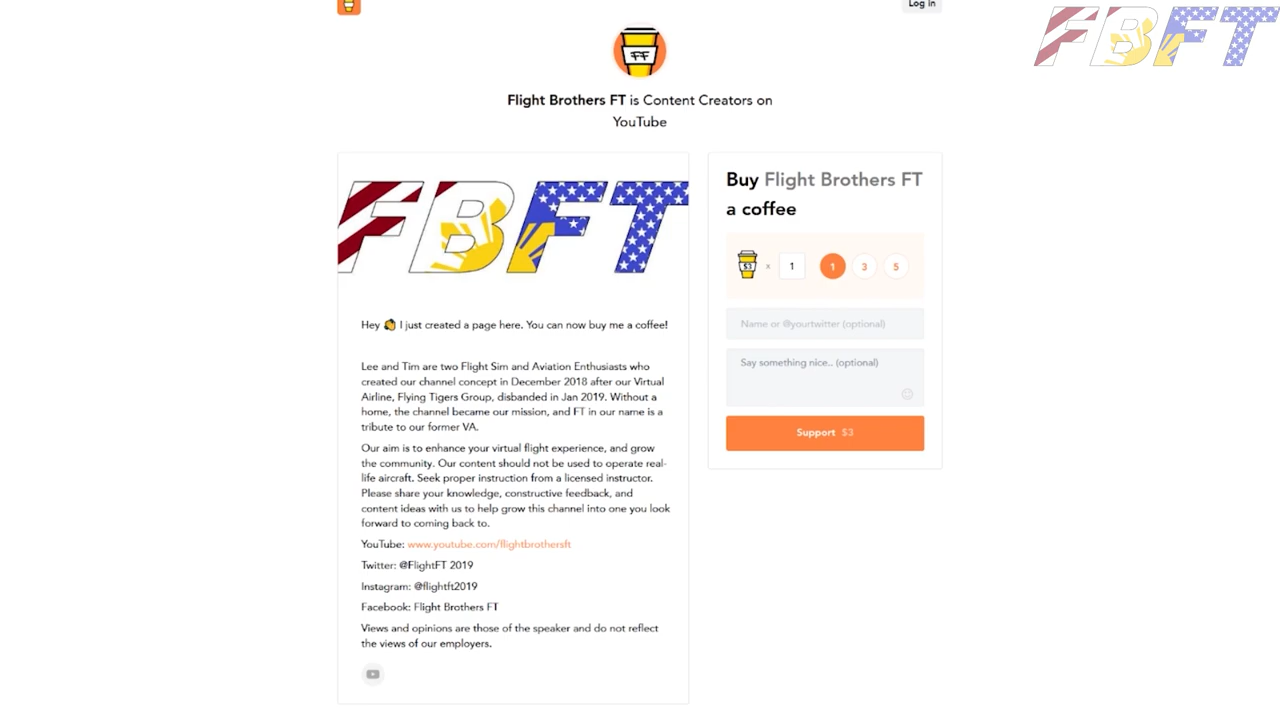 Log in
FBFT
FF
Flight Brothers FT is Content Creators on
YouTube
FBFT
Hey 👏 I just created a page here. You can now buy me a coffee!
Lee and Tim are two Flight Sim and Aviation Enthusiasts who
created our channel concept in December 2018 after our Virtual
Airline, Flying Tigers Group, disbanded in Jan 2019. Without a
home, the channel became our mission, and FT in our name is a
tribute to our former VA.
Our aim is to enhance your virtual flight experience, and grow
the community. Our content should not be used to operate real-
life aircraft. Seek proper instruction from a licensed instructor.
Please share your knowledge, constructive feedback, and
content ideas with us to help grow this channel into one you look
forward to coming back to.
YouTube: www.youtube.com/flightbrothersft
Twitter: @FlightFT 2019
Instagram: @flightft2019
Facebook: Flight Brothers FT
Views and opinions are those of the speaker and do not reflect
the views of our employers.
Buy Flight Brothers FT
a coffee
$3 x 1 1 3 5
Name or @yourtwitter (optional)
Say something nice.. (optional)
Support $3